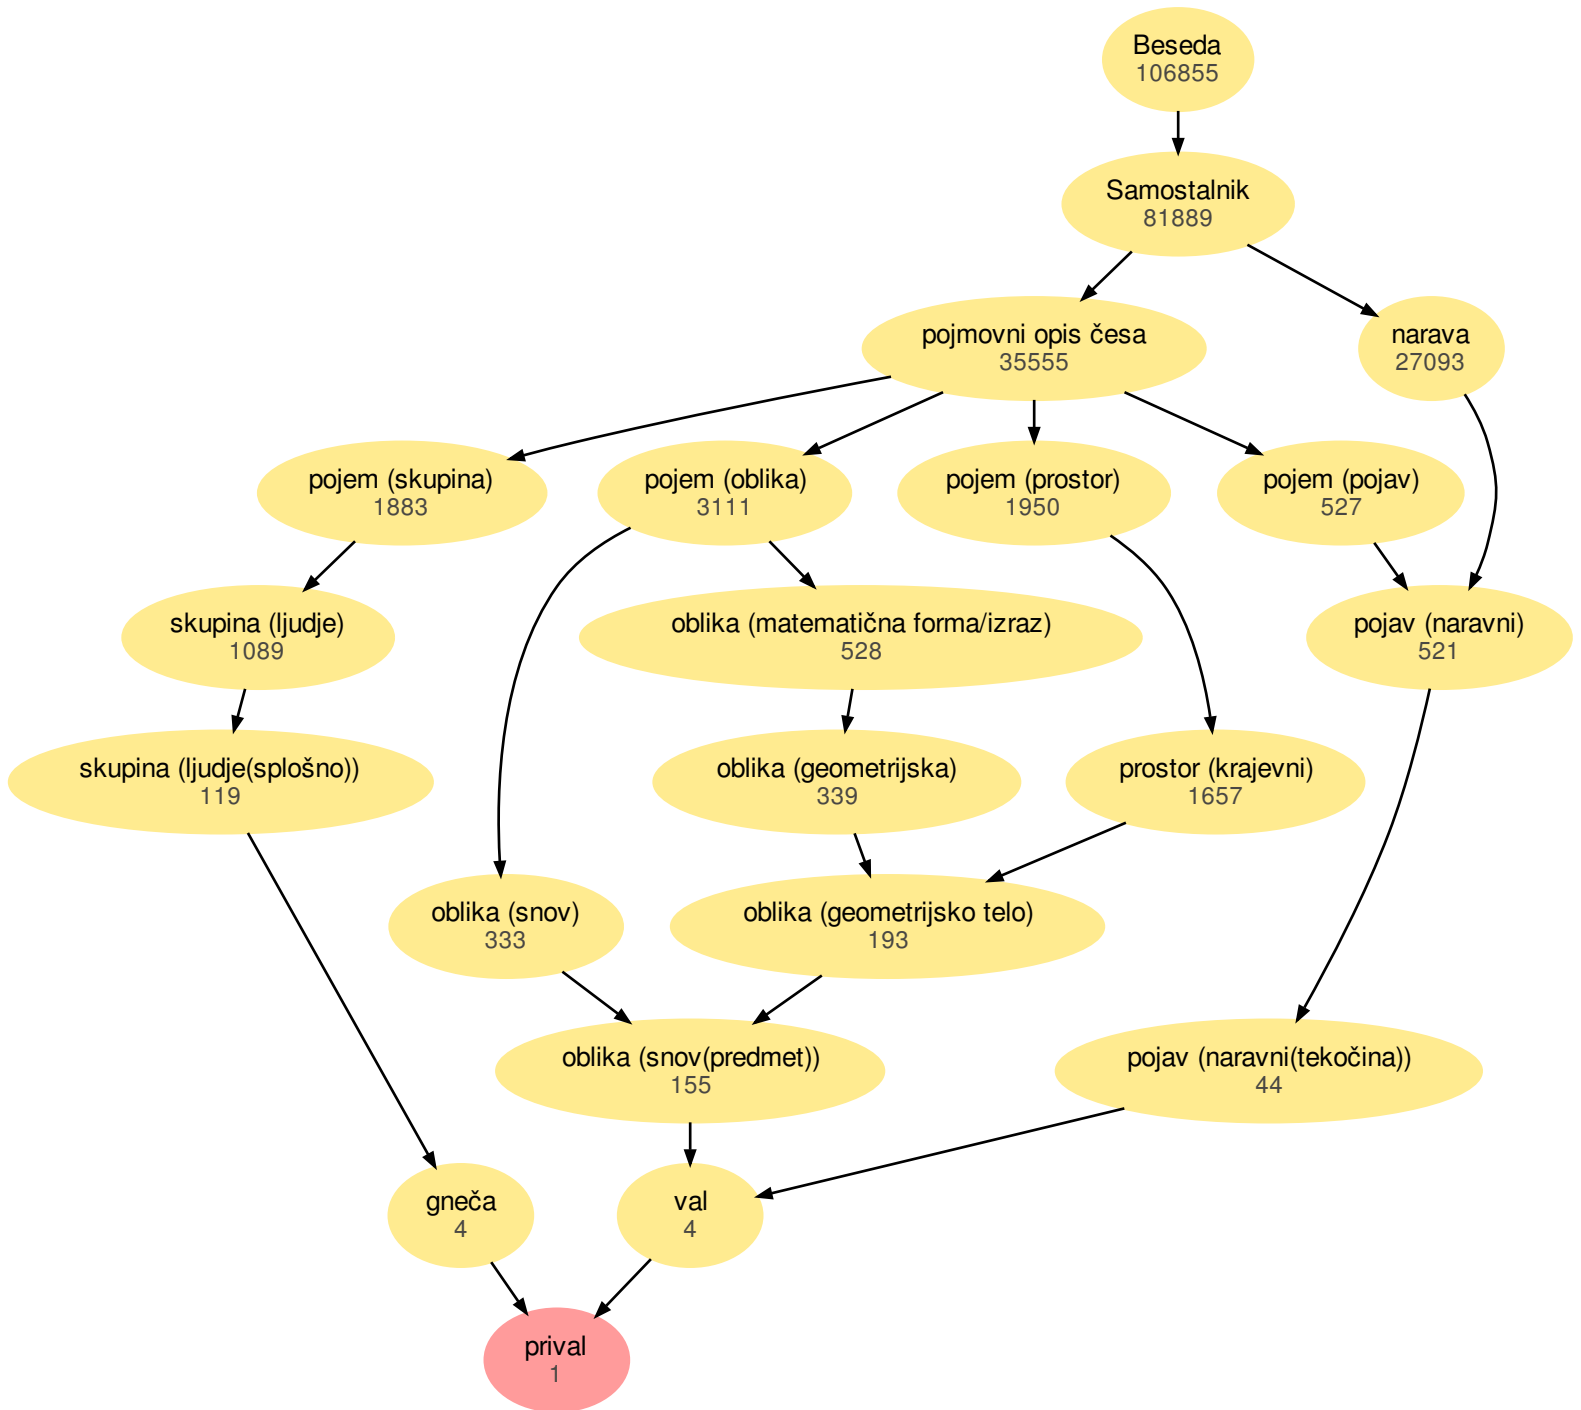 Beseda
106855
Samostalnik
81889
pojmovni opis česa
35555
narava
27093
pojem (skupina)
1883
pojem (oblika)
3111
pojem (prostor)
1950
pojem (pojav)
527
skupina (ljudje)
1089
oblika (matematična forma/izraz)
528
pojav (naravni)
521
skupina (ljudje(splošno))
119
oblika (geometrijska)
339
prostor (krajevni)
1657
oblika (snov)
333
oblika (geometrijsko telo)
193
oblika (snov(predmet))
155
pojav (naravni(tekočina))
44
gneča
4
val
4
prival
1